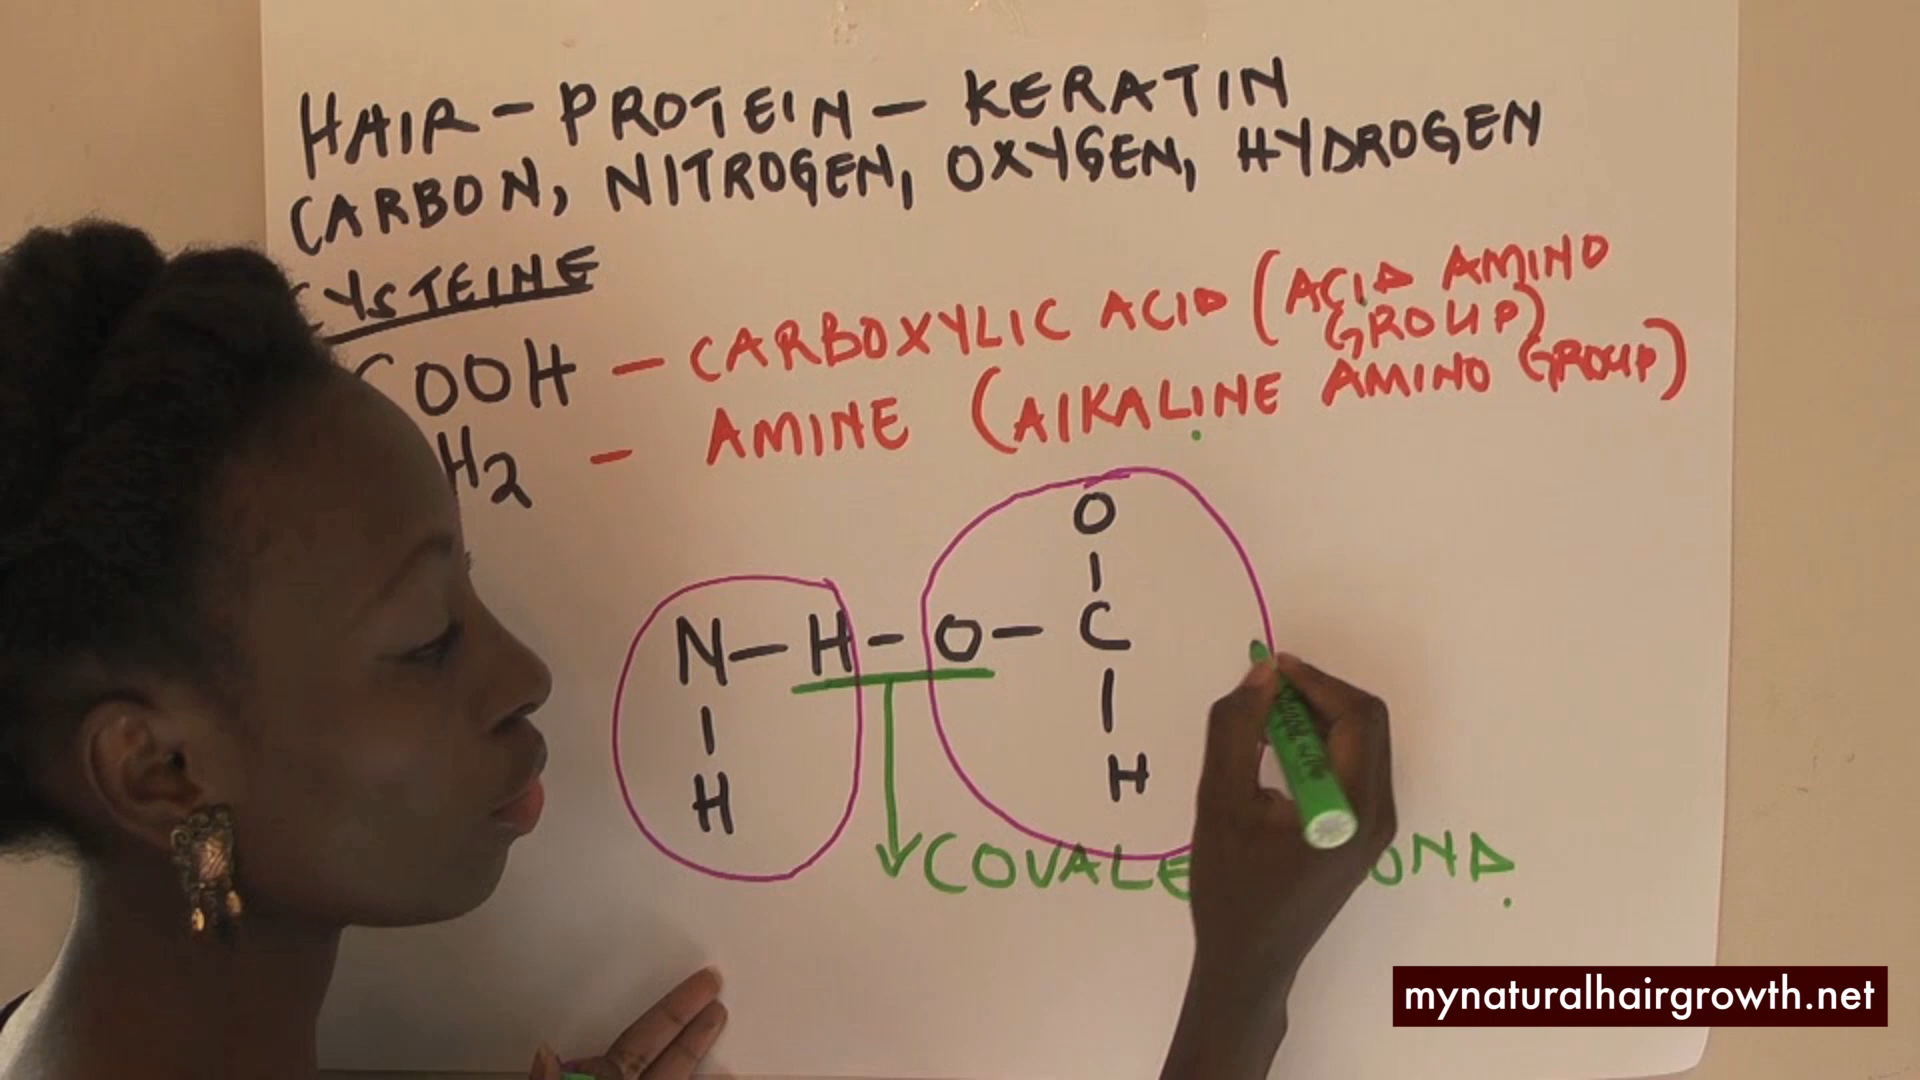 HAIR - PROTEIN - KERATIN
CARBON, NITROGEN, OXYGEN, HYDROGEN
CYSTEINE
COOH - CARBOXYLIC ACID (ACID AMINO GROUP)
H2 - AMINE (ALKALINE AMINO GROUP)
O
N - H - O - C
H
H
COVALE OND
mynaturalhairgrowth.net